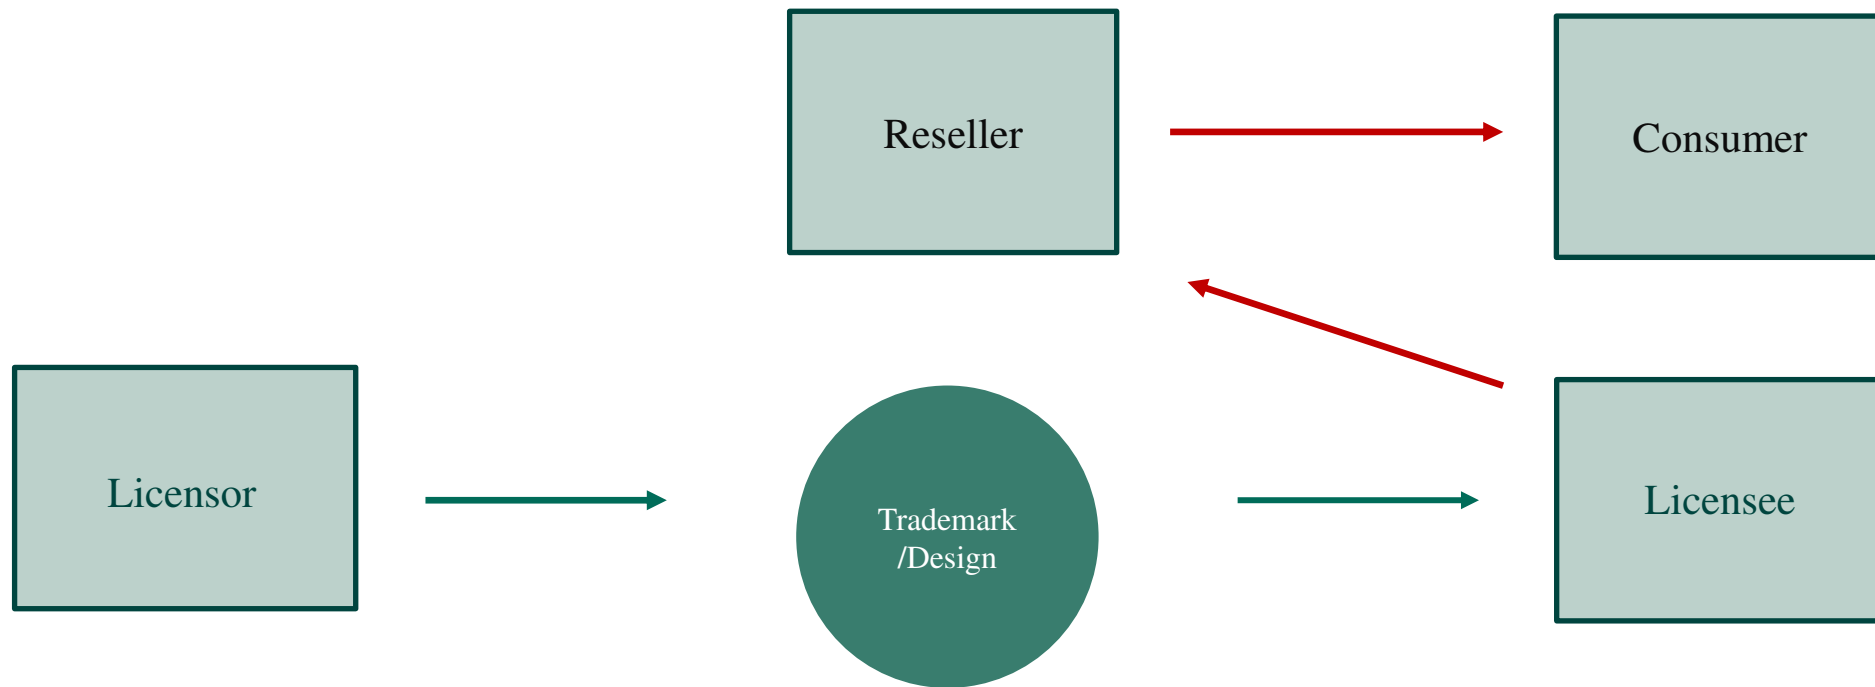 Reseller
Consumer
Licensor
Trademark
/Design
Licensee